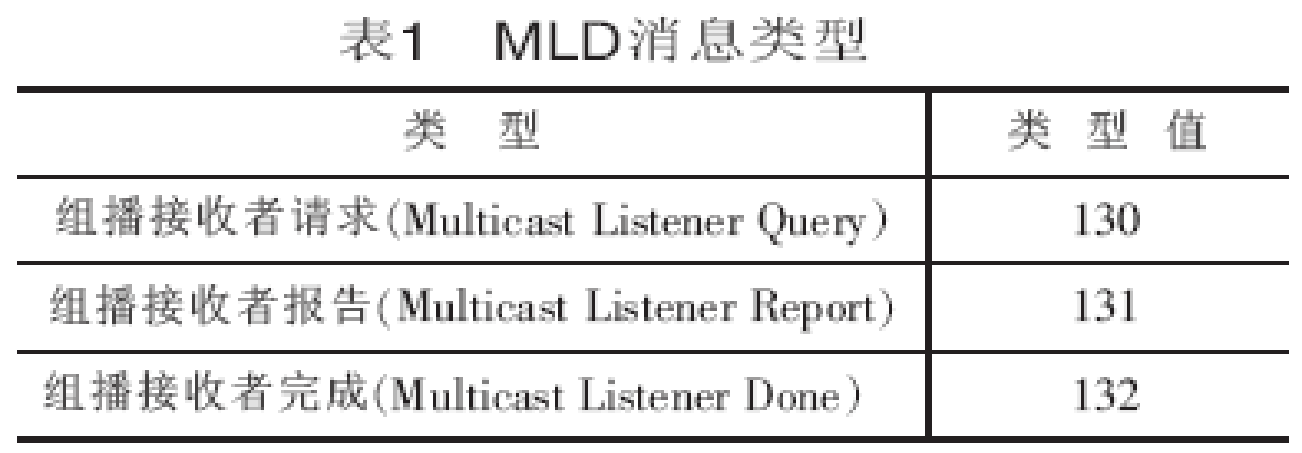 表1 MLD消息类型
类 型 类 型 值
组播接收者请求(Multicast Listener Query) 130
组播接收者报告(Multicast Listener Report) 131
组播接收者完成(Multicast Listener Done) 132